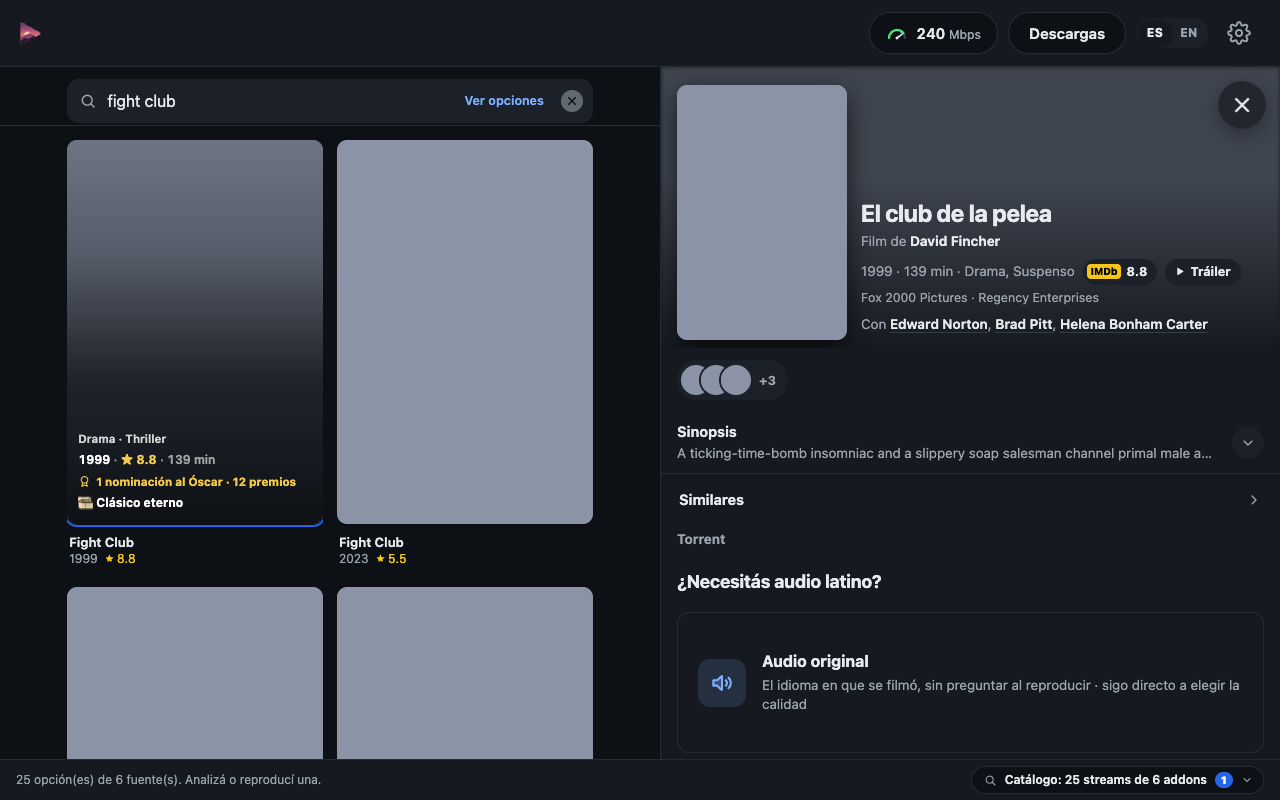 240 Mbps
Descargas
ES EN
fight club
Ver opciones
Drama · Thriller
1999 · ★ 8.8 · 139 min
1 nominación al Óscar · 12 premios
Clásico eterno
Fight Club
1999 ★ 8.8
Fight Club
2023 ★ 5.5
El club de la pelea
Film de David Fincher
1999 · 139 min · Drama, Suspenso IMDb 8.8 Tráiler
Fox 2000 Pictures · Regency Enterprises
Con Edward Norton, Brad Pitt, Helena Bonham Carter
+3
Sinopsis
A ticking-time-bomb insomniac and a slippery soap salesman channel primal male a...
Similares
Torrent
¿Necesitás audio latino?
Audio original
El idioma en que se filmó, sin preguntar al reproducir · sigo directo a elegir la
calidad
25 opción(es) de 6 fuente(s). Analizá o reproducí una.
Catálogo: 25 streams de 6 addons 1